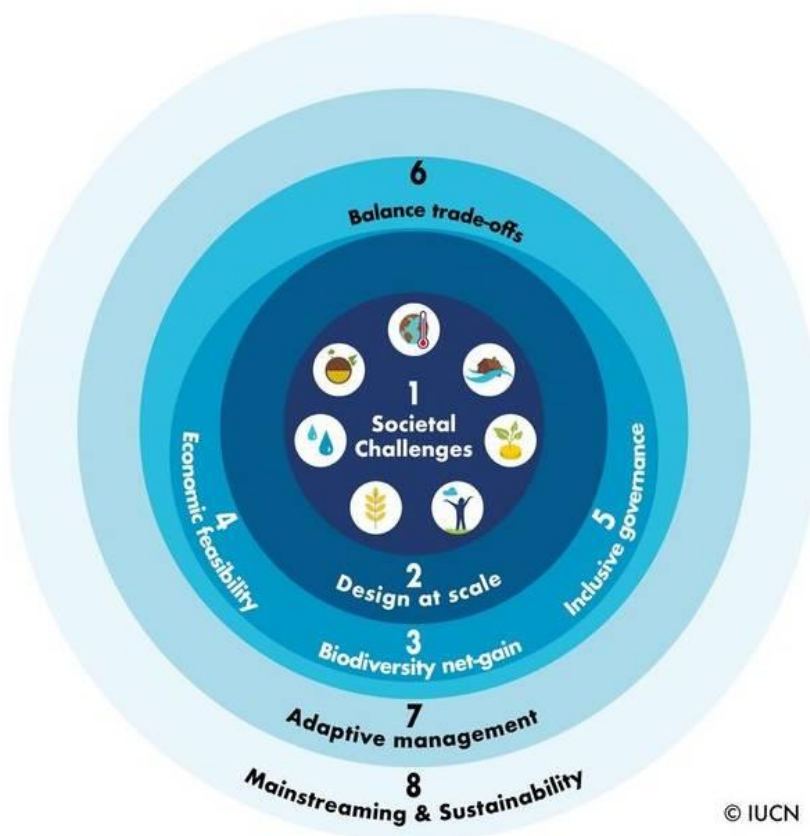 6
Balance trade-offs
1
Societal
Challenges
4
Economic feasibility
5
Inclusive governance
2
Design at scale
3
Biodiversity net-gain
7
Adaptive management
8
Mainstreaming & Sustainability
© IUCN